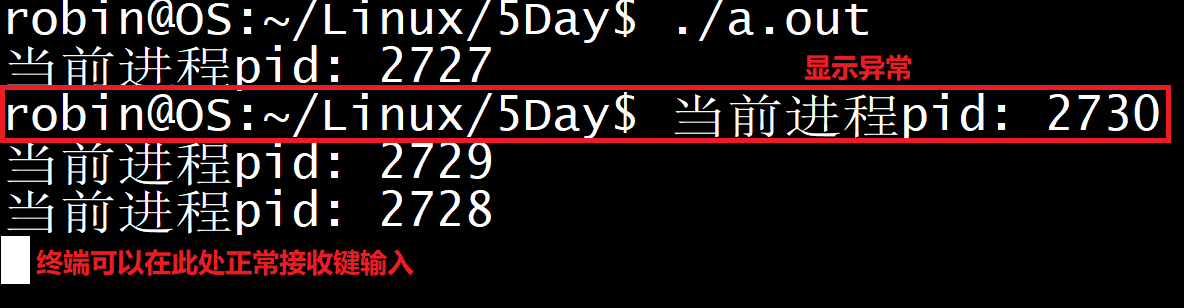 robin@OS:~/Linux/5Day$ ./a.out
当前进程pid: 2727
显示异常
robin@OS:~/Linux/5Day$ 当前进程pid: 2730
当前进程pid: 2729
当前进程pid: 2728
终端可以在此处正常接收键输入